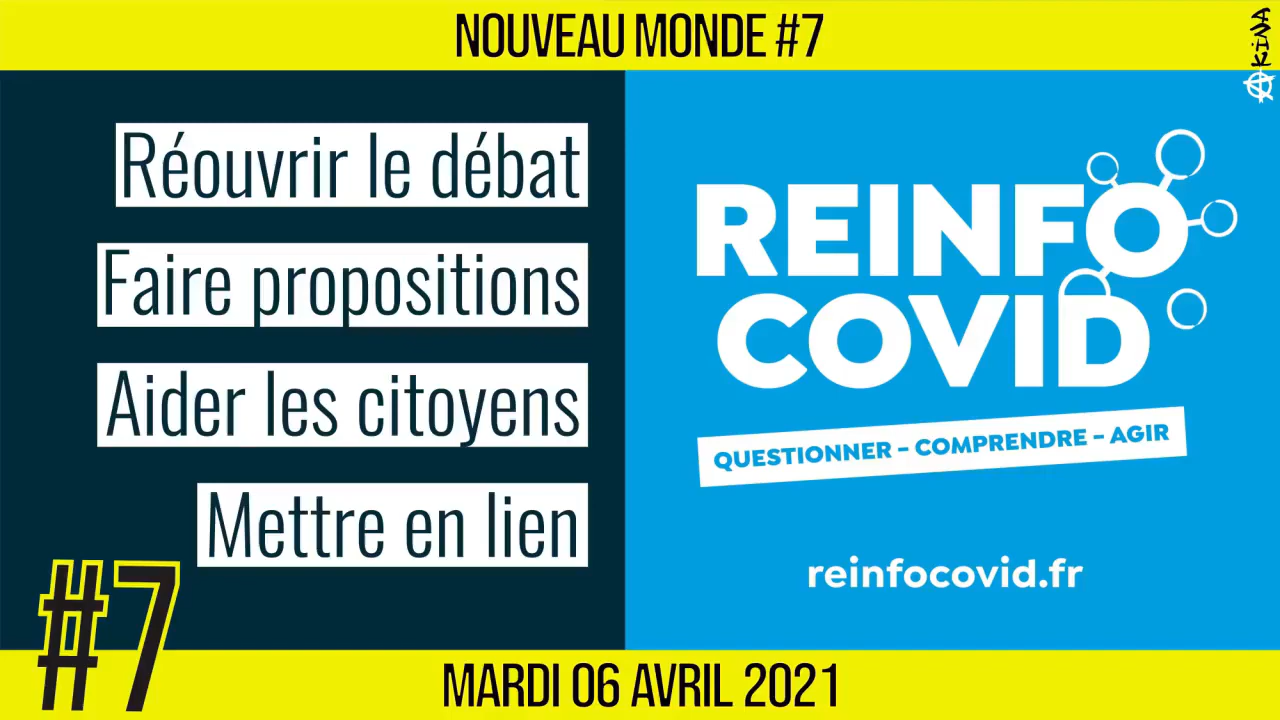 NOUVEAU MONDE #7
AKINA
Réouvrir le débat
Faire propositions
Aider les citoyens
Mettre en lien
#7
REINFO
COVID
QUESTIONNER – COMPRENDRE – AGIR
reinfocovid.fr
MARDI 06 AVRIL 2021